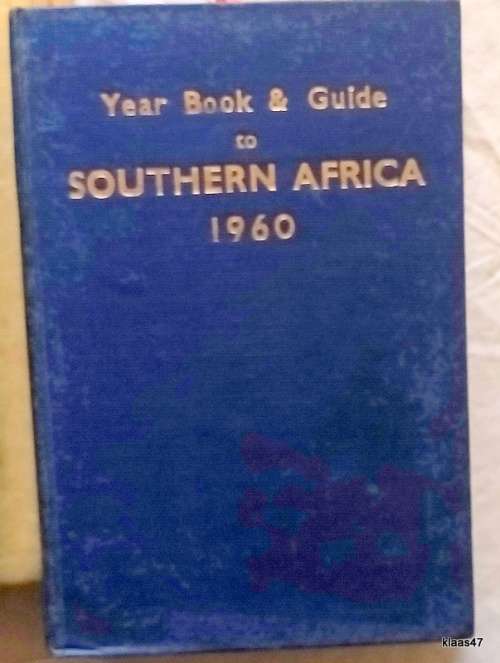 Year Book & Guide
to
SOUTHERN AFRICA
1960
klaas47